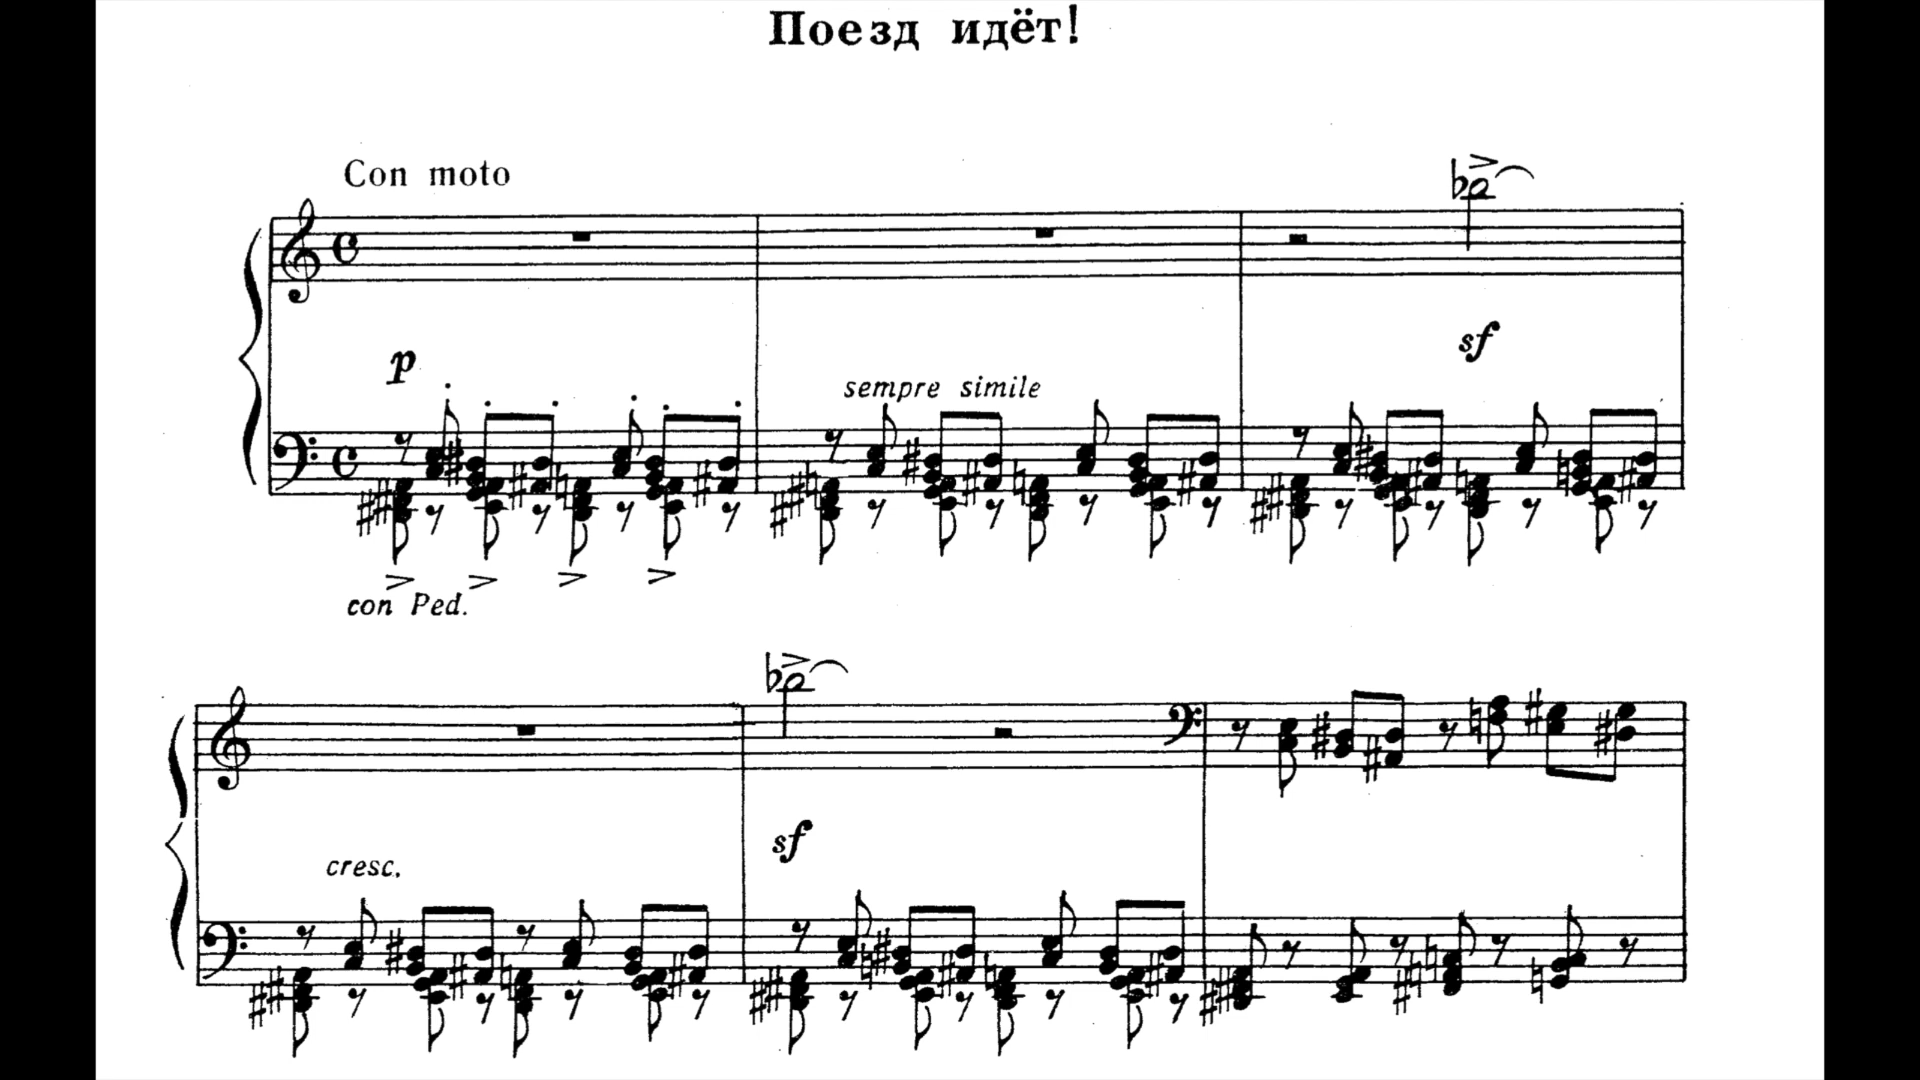 Поезд идёт!
Con moto
p
sempre simile
sf
con Ped.
cresc.
sf